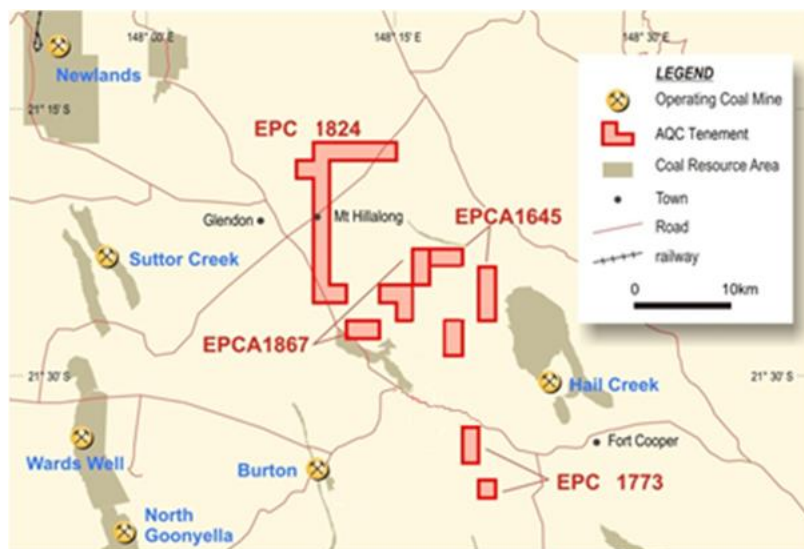 148° 00' E
148° 15' E
148° 30' E
Newlands
21° 15' S
EPC 1824
LEGEND
Operating Coal Mine
AQC Tenement
Coal Resource Area
Town
Road
railway
0 10km
Glendon
Mt Hillalong
EPCA1645
Suttor Creek
EPCA1867
21° 30' S
21° 30' S
Hail Creek
Wards Well
Burton
Fort Cooper
EPC 1773
North
Goonyella